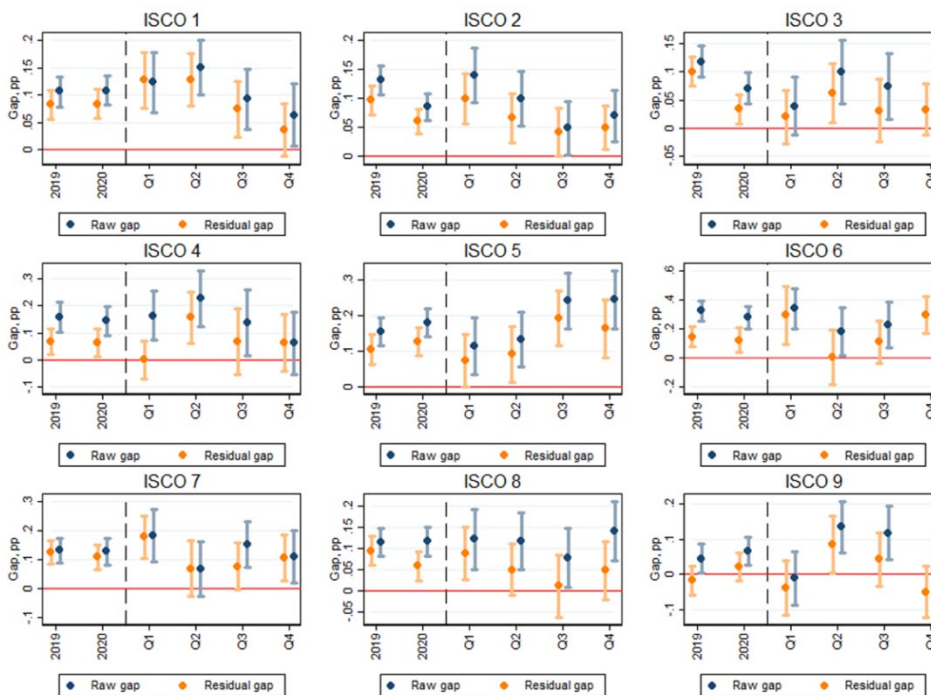 ISCO 1
Gap, pp
0 .05 .1 .15 .2
2019 2020 Q1 Q2 Q3 Q4
Raw gap Residual gap
ISCO 2
Gap, pp
0 .05 .1 .15 .2
2019 2020 Q1 Q2 Q3 Q4
Raw gap Residual gap
ISCO 3
Gap, pp
-.05 0 .05 .1 .15
2019 2020 Q1 Q2 Q3 Q4
Raw gap Residual gap
ISCO 4
Gap, pp
-.1 0 .1 .2 .3
2019 2020 Q1 Q2 Q3 Q4
Raw gap Residual gap
ISCO 5
Gap, pp
0 .1 .2 .3
2019 2020 Q1 Q2 Q3 Q4
Raw gap Residual gap
ISCO 6
Gap, pp
-.2 0 .2 .4 .6
2019 2020 Q1 Q2 Q3 Q4
Raw gap Residual gap
ISCO 7
Gap, pp
-.1 0 .1 .2 .3
2019 2020 Q1 Q2 Q3 Q4
Raw gap Residual gap
ISCO 8
Gap, pp
-.05 0 .05 .1 .15 .2
2019 2020 Q1 Q2 Q3 Q4
Raw gap Residual gap
ISCO 9
Gap, pp
-.1 0 .1 .2
2019 2020 Q1 Q2 Q3 Q4
Raw gap Residual gap